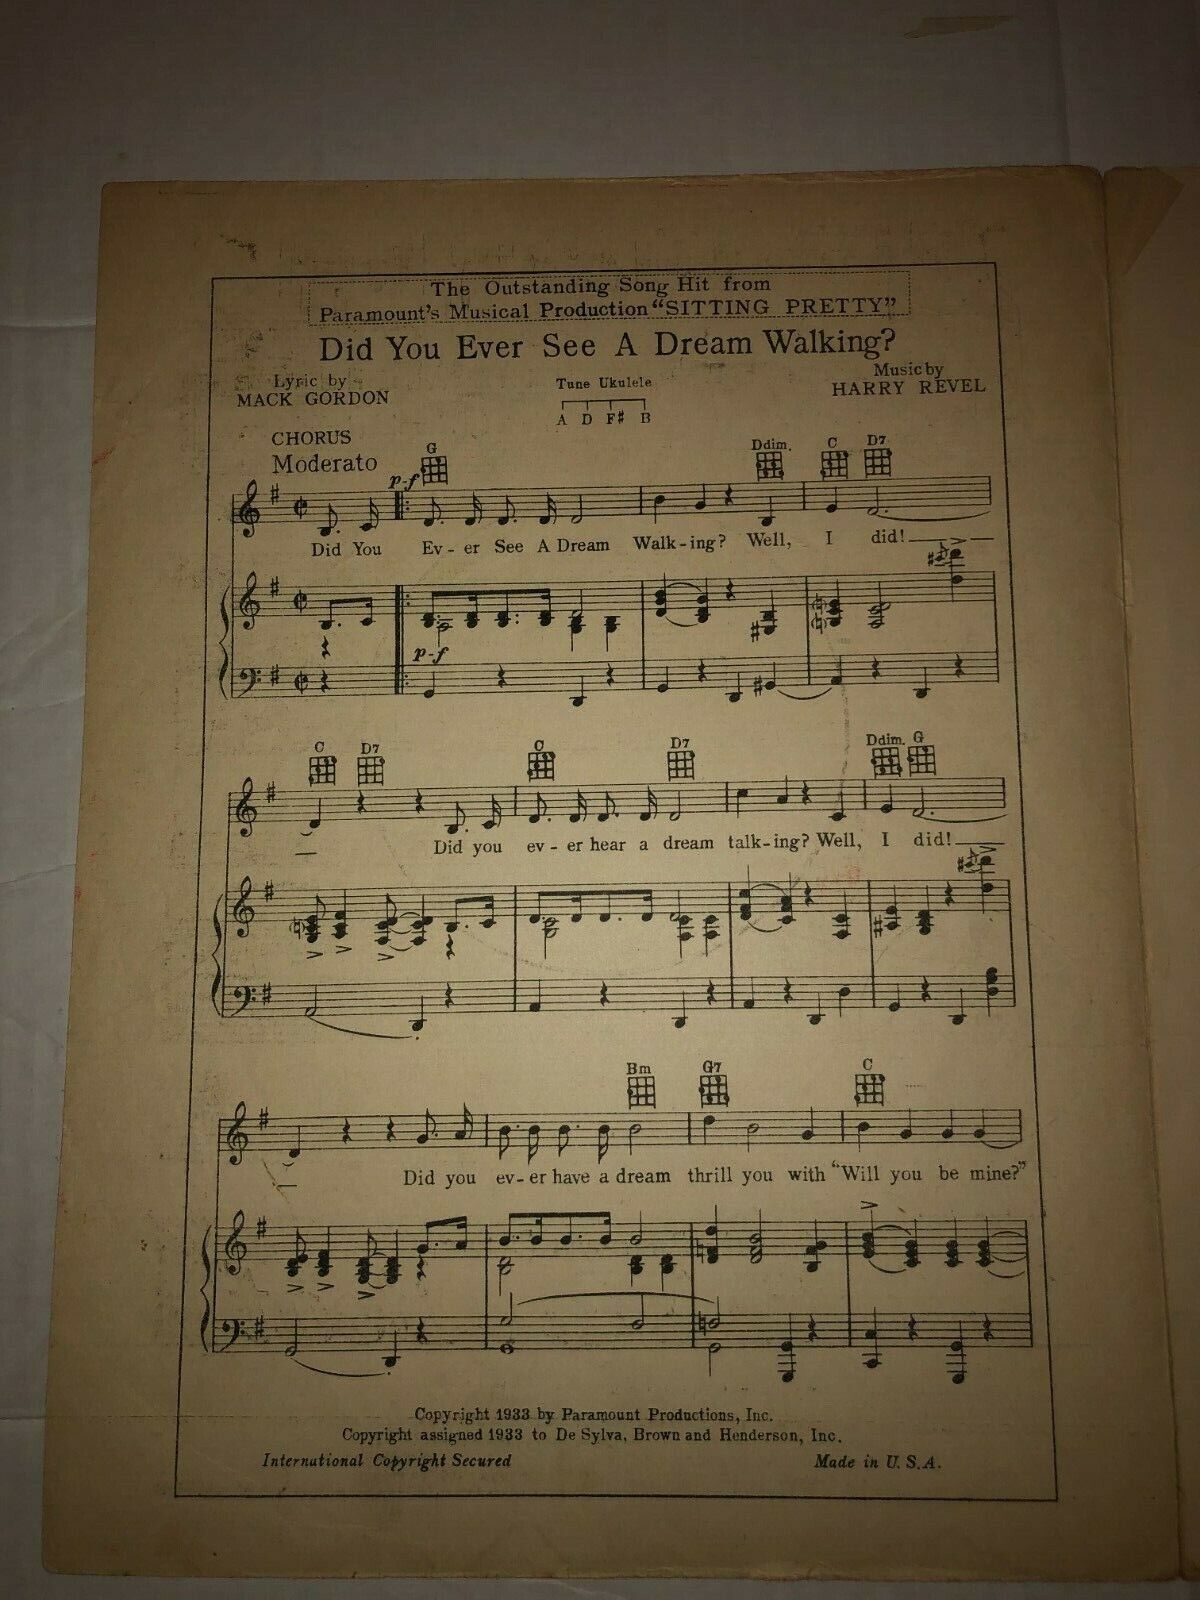 The Outstanding Song Hit from
Paramount's Musical Production "SITTING PRETTY"
Did You Ever See A Dream Walking?
Lyric by
MACK GORDON
Tune Ukulele
A D F# B
Music by
HARRY REVEL
CHORUS
Moderato
p-f
G Ddim. C D7
Did You Ev-er See A Dream Walk-ing? Well, I did!
p-f
C D7 C D7 Ddim. G
Did you ev-er hear a dream talk-ing? Well, I did!
Bm G7 C
Did you ev-er have a dream thrill you with "Will you be mine?"
Copyright 1933 by Paramount Productions, Inc.
Copyright assigned 1933 to De Sylva, Brown and Henderson, Inc.
International Copyright Secured Made in U. S. A.